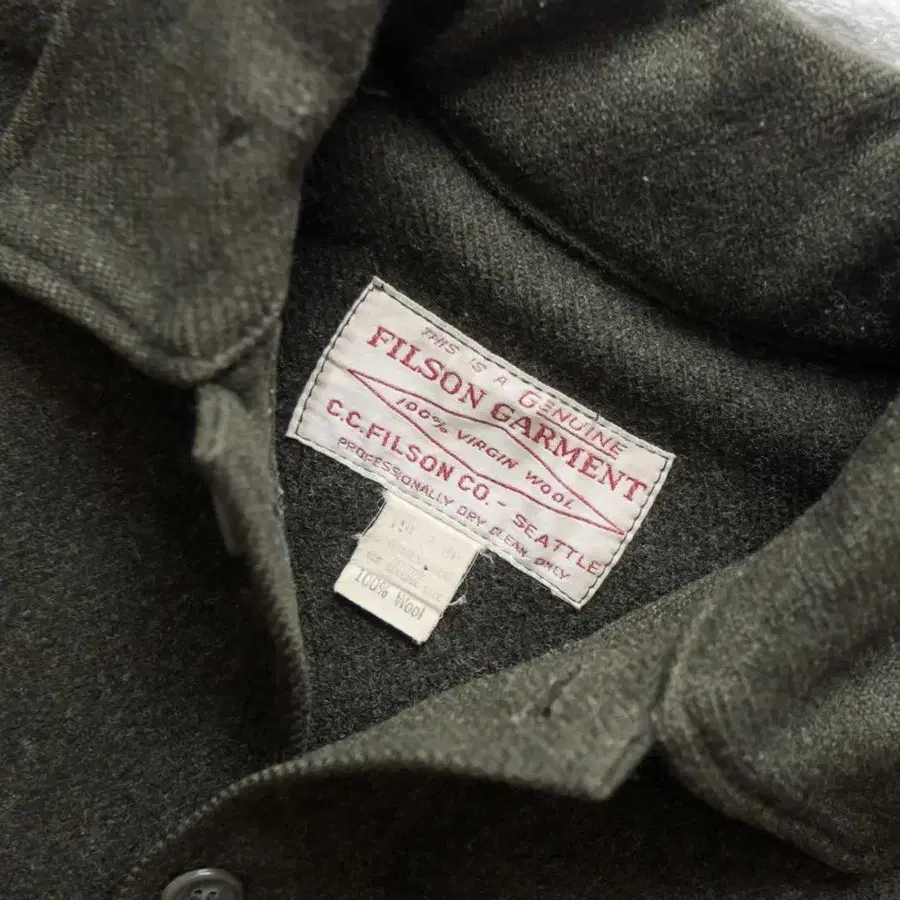 THIS IS A GENUINE
FILSON GARMENT
100% VIRGIN WOOL
C.C.FILSON CO. - SEATTLE
PROFESSIONALLY DRY CLEAN ONLY
100% Wool